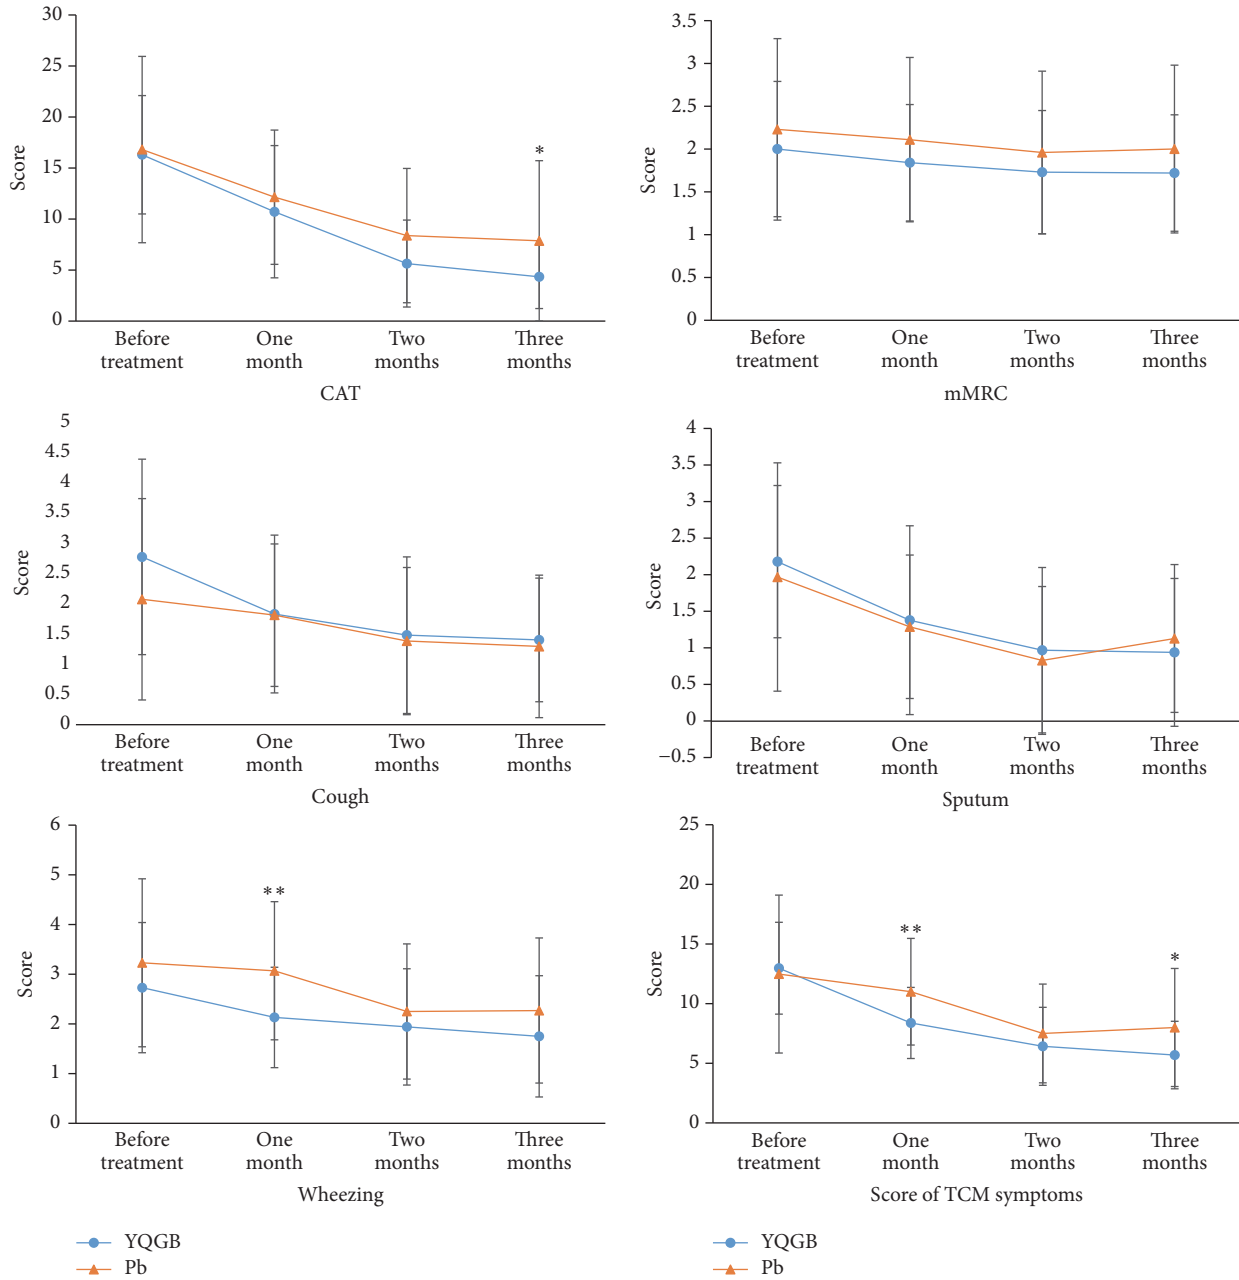 30
25
20
15
10
5
0
Score
*
Before treatment
One month
Two months
Three months
CAT
3.5
3
2.5
2
1.5
1
0.5
0
Score
Before treatment
One month
Two months
Three months
mMRC
5
4.5
4
3.5
3
2.5
2
1.5
1
0.5
0
Score
Before treatment
One month
Two months
Three months
Cough
4
3.5
3
2.5
2
1.5
1
0.5
0
−0.5
Score
Before treatment
One month
Two months
Three months
Sputum
6
5
4
3
2
1
0
Score
**
Before treatment
One month
Two months
Three months
Wheezing
25
20
15
10
5
0
Score
**
*
Before treatment
One month
Two months
Three months
Score of TCM symptoms
YQGB
Pb
YQGB
Pb